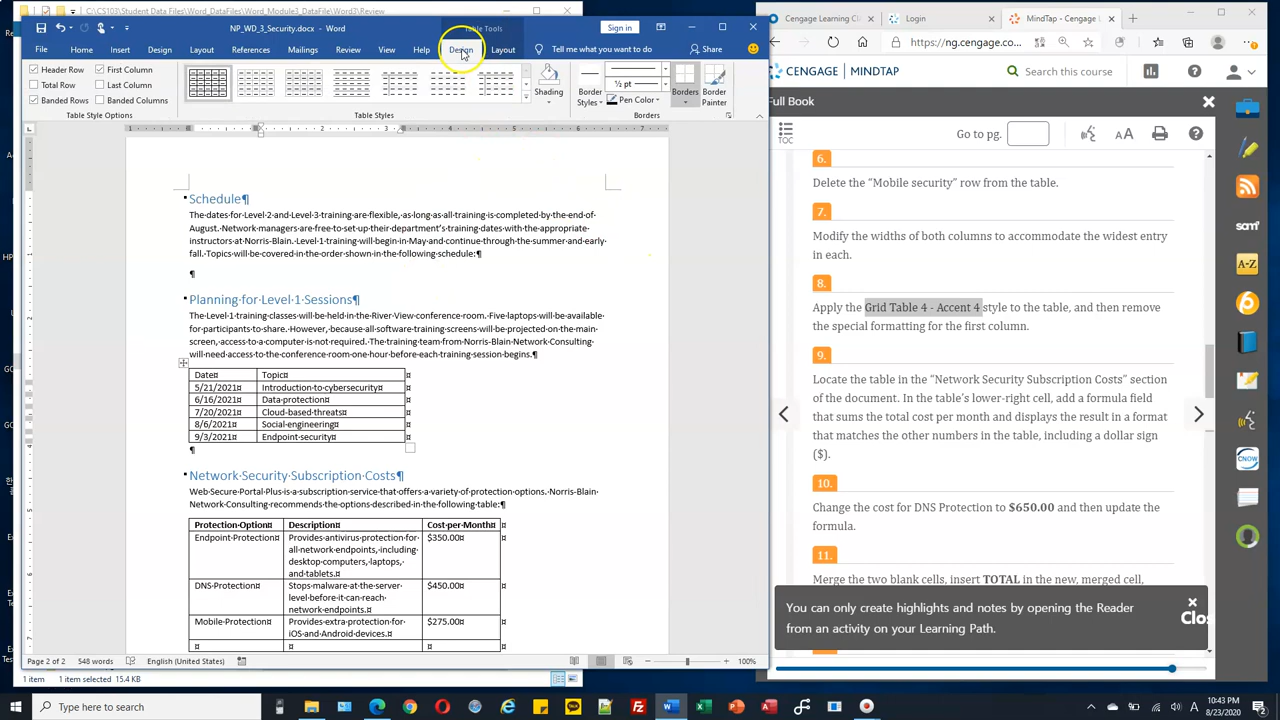 C:\CS103\Student Data Files\Word_DataFiles\Word_Module3_DataFile\Word3\Review
NP_WD_3_Security.docx - Word
Table Tools
Sign in
File Home Insert Design Layout References Mailings Review View Help Design Layout Tell me what you want to do Share
Header Row First Column
Total Row Last Column
Banded Rows Banded Columns
Table Style Options
Table Styles
Shading
Border Styles
½ pt
Pen Color
Borders
Border Painter
Borders
Schedule¶
The·dates·for·Level·2·and·Level·3·training·are·flexible,·as·long·as·all·training·is·completed·by·the·end·of·
August.·Network·managers·are·free·to·set·up·their·department's·training·dates·with·the·appropriate·
instructors·at·Norris-Blain.·Level·1·training·will·begin·in·May·and·continue·through·the·summer·and·early·
fall.·Topics·will·be·covered·in·the·order·shown·in·the·following·schedule:¶
¶
Planning·for·Level·1·Sessions¶
The·Level·1·training·classes·will·be·held·in·the·River·View·conference·room.·Five·laptops·will·be·available·
for·participants·to·share.·However,·because·all·software·training·screens·will·be·projected·on·the·main·
screen,·access·to·a·computer·is·not·required.·The·training·team·from·Norris-Blain·Network·Consulting·
will·need·access·to·the·conference·room·one·hour·before·each·training·session·begins.¶
Date¤ Topic¤ ¤
5/21/2021¤ Introduction·to·cybersecurity¤ ¤
6/16/2021¤ Data·protection¤ ¤
7/20/2021¤ Cloud-based·threats¤ ¤
8/6/2021¤ Social·engineering¤ ¤
9/3/2021¤ Endpoint·security¤ ¤
¶
Network·Security·Subscription·Costs¶
Web·Secure·Portal·Plus·is·a·subscription·service·that·offers·a·variety·of·protection·options.·Norris-Blain·
Network·Consulting·recommends·the·options·described·in·the·following·table:¶
Protection·Option¤ Description¤ Cost·per·Month¤ ¤
Endpoint·Protection¤ Provides·antivirus·protection·for· $350.00¤ ¤
all·network·endpoints,·including·
desktop·computers,·laptops,·
and·tablets.¤
DNS·Protection¤ Stops·malware·at·the·server· $450.00¤ ¤
level·before·it·can·reach·
network·endpoints.¤
Mobile·Protection¤ Provides·extra·protection·for· $275.00¤ ¤
iOS·and·Android·devices.¤
¤ ¤ ¤ ¤
Page 2 of 2 548 words English (United States) 100%
1 item 1 item selected 15.4 KB
Cengage Learning Login MindTap - Cengage L
https://ng.cengage.com
CENGAGE MINDTAP Search this course
Full Book
TOC
Go to pg.
AA
6.
Delete the “Mobile security” row from the table.
7.
Modify the widths of both columns to accommodate the widest entry
in each.
8.
Apply the Grid Table 4 - Accent 4 style to the table, and then remove
the special formatting for the first column.
9.
Locate the table in the “Network Security Subscription Costs” section
of the document. In the table’s lower-right cell, add a formula field
that sums the total cost per month and displays the result in a format
that matches the other numbers in the table, including a dollar sign
($).
10.
Change the cost for DNS Protection to $650.00 and then update the
formula.
11.
Merge the two blank cells, insert TOTAL in the new, merged cell,
You can only create highlights and notes by opening the Reader
from an activity on your Learning Path.
Clos
sam
A-Z
CNOW
Type here to search
10:43 PM
8/23/2020